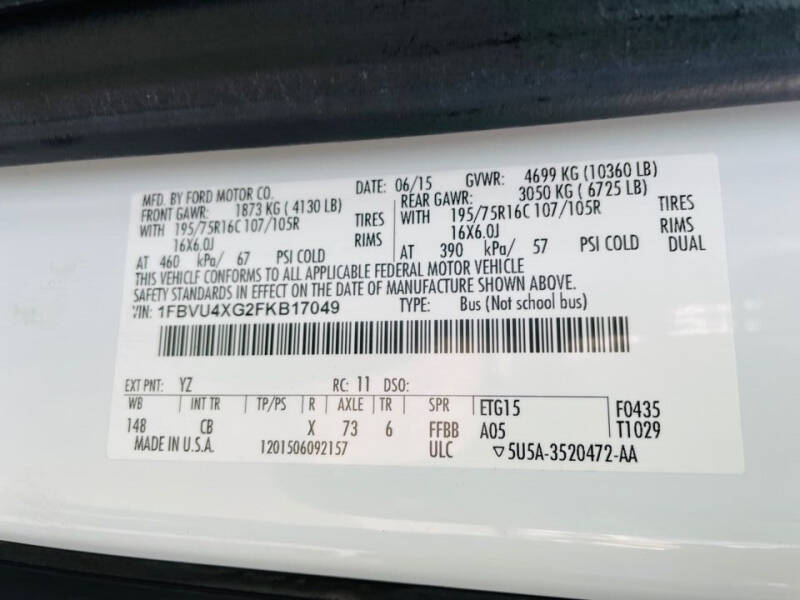 MFD. BY FORD MOTOR CO. DATE: 06/15 GVWR: 4699 KG (10360 LB)
FRONT GAWR: 1873 KG ( 4130 LB) REAR GAWR: 3050 KG ( 6725 LB)
WITH 195/75R16C 107/105R TIRES WITH 195/75R16C 107/105R TIRES
16X6.0J RIMS 16X6.0J RIMS
AT 460 kPa/ 67 PSI COLD AT 390 kPa/ 57 PSI COLD DUAL
THIS VEHICLE CONFORMS TO ALL APPLICABLE FEDERAL MOTOR VEHICLE
SAFETY STANDARDS IN EFFECT ON THE DATE OF MANUFACTURE SHOWN ABOVE.
VIN: 1FBVU4XG2FKB17049 TYPE: Bus (Not school bus)
EXT PNT: YZ RC: 11 DSO:
WB INT TR TP/PS R AXLE TR SPR ETG15 F0435
148 CB X 73 6 FFBB A05 T1029
MADE IN U.S.A. 1201506092157 ULC ▽5U5A-3520472-AA